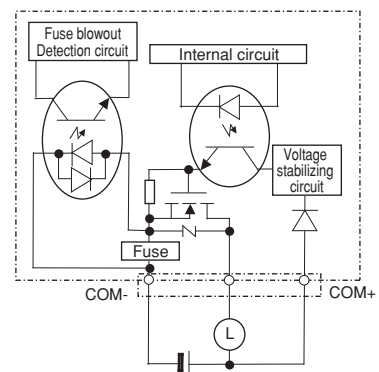 Fuse blowout
Detection circuit
Internal circuit
Voltage
stabilizing
circuit
Fuse
COM-
COM+
L